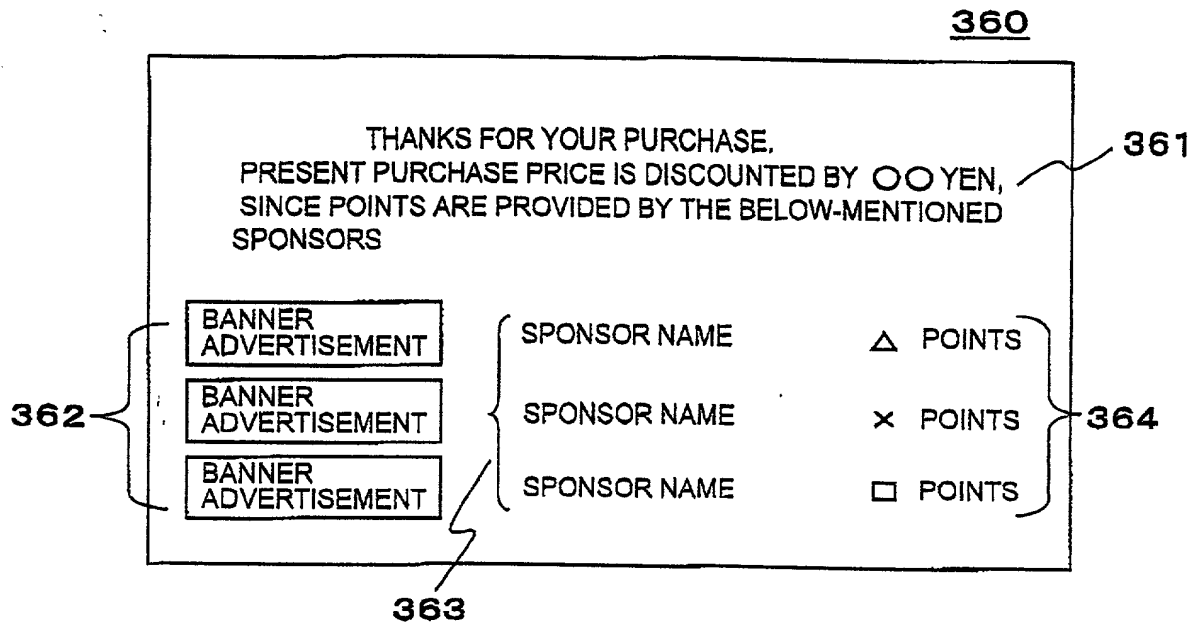 360
THANKS FOR YOUR PURCHASE,
PRESENT PURCHASE PRICE IS DISCOUNTED BY ○○ YEN,
SINCE POINTS ARE PROVIDED BY THE BELOW-MENTIONED
SPONSORS
361
BANNER
ADVERTISEMENT
SPONSOR NAME
△ POINTS
BANNER
ADVERTISEMENT
SPONSOR NAME
× POINTS
BANNER
ADVERTISEMENT
SPONSOR NAME
□ POINTS
362
364
363